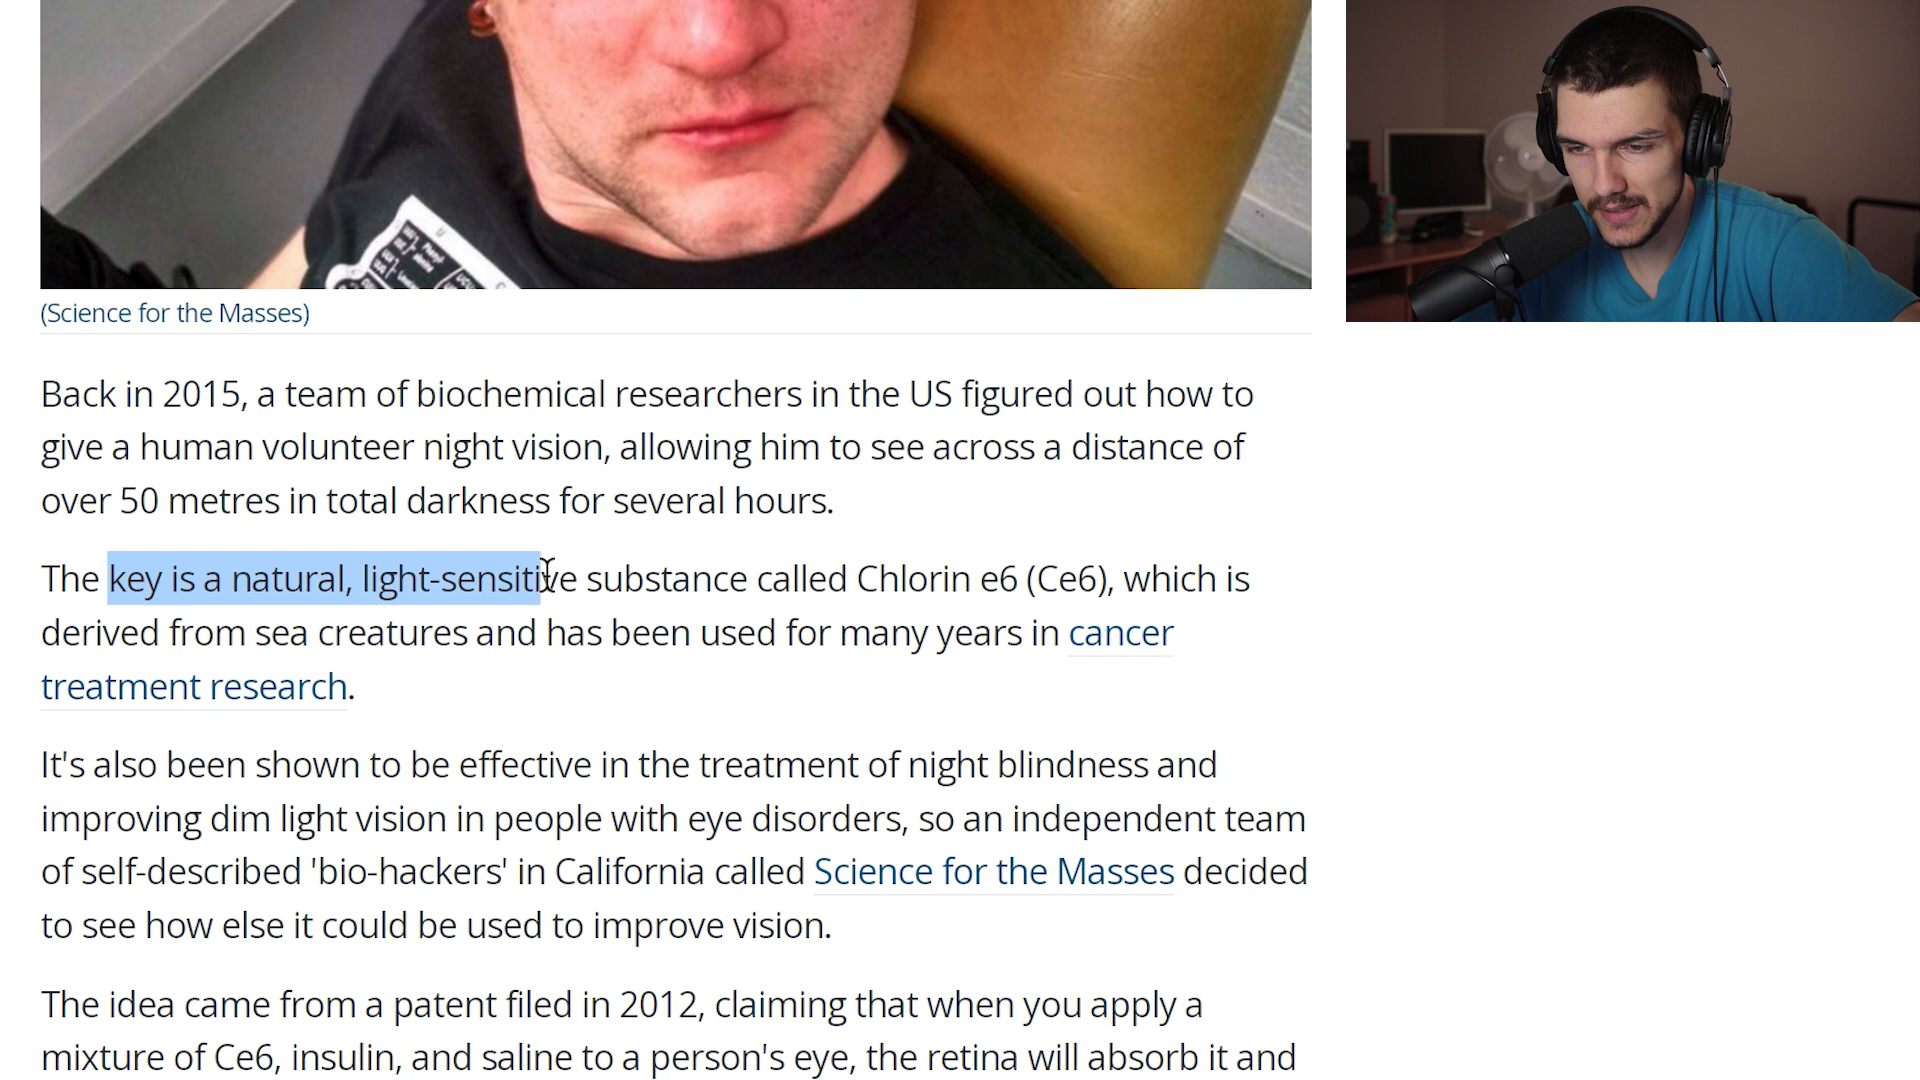 (Science for the Masses)
Back in 2015, a team of biochemical researchers in the US figured out how to
give a human volunteer night vision, allowing him to see across a distance of
over 50 metres in total darkness for several hours.
The key is a natural, light-sensitive substance called Chlorin e6 (Ce6), which is
derived from sea creatures and has been used for many years in cancer
treatment research.
It's also been shown to be effective in the treatment of night blindness and
improving dim light vision in people with eye disorders, so an independent team
of self-described 'bio-hackers' in California called Science for the Masses decided
to see how else it could be used to improve vision.
The idea came from a patent filed in 2012, claiming that when you apply a
mixture of Ce6, insulin, and saline to a person's eye, the retina will absorb it and